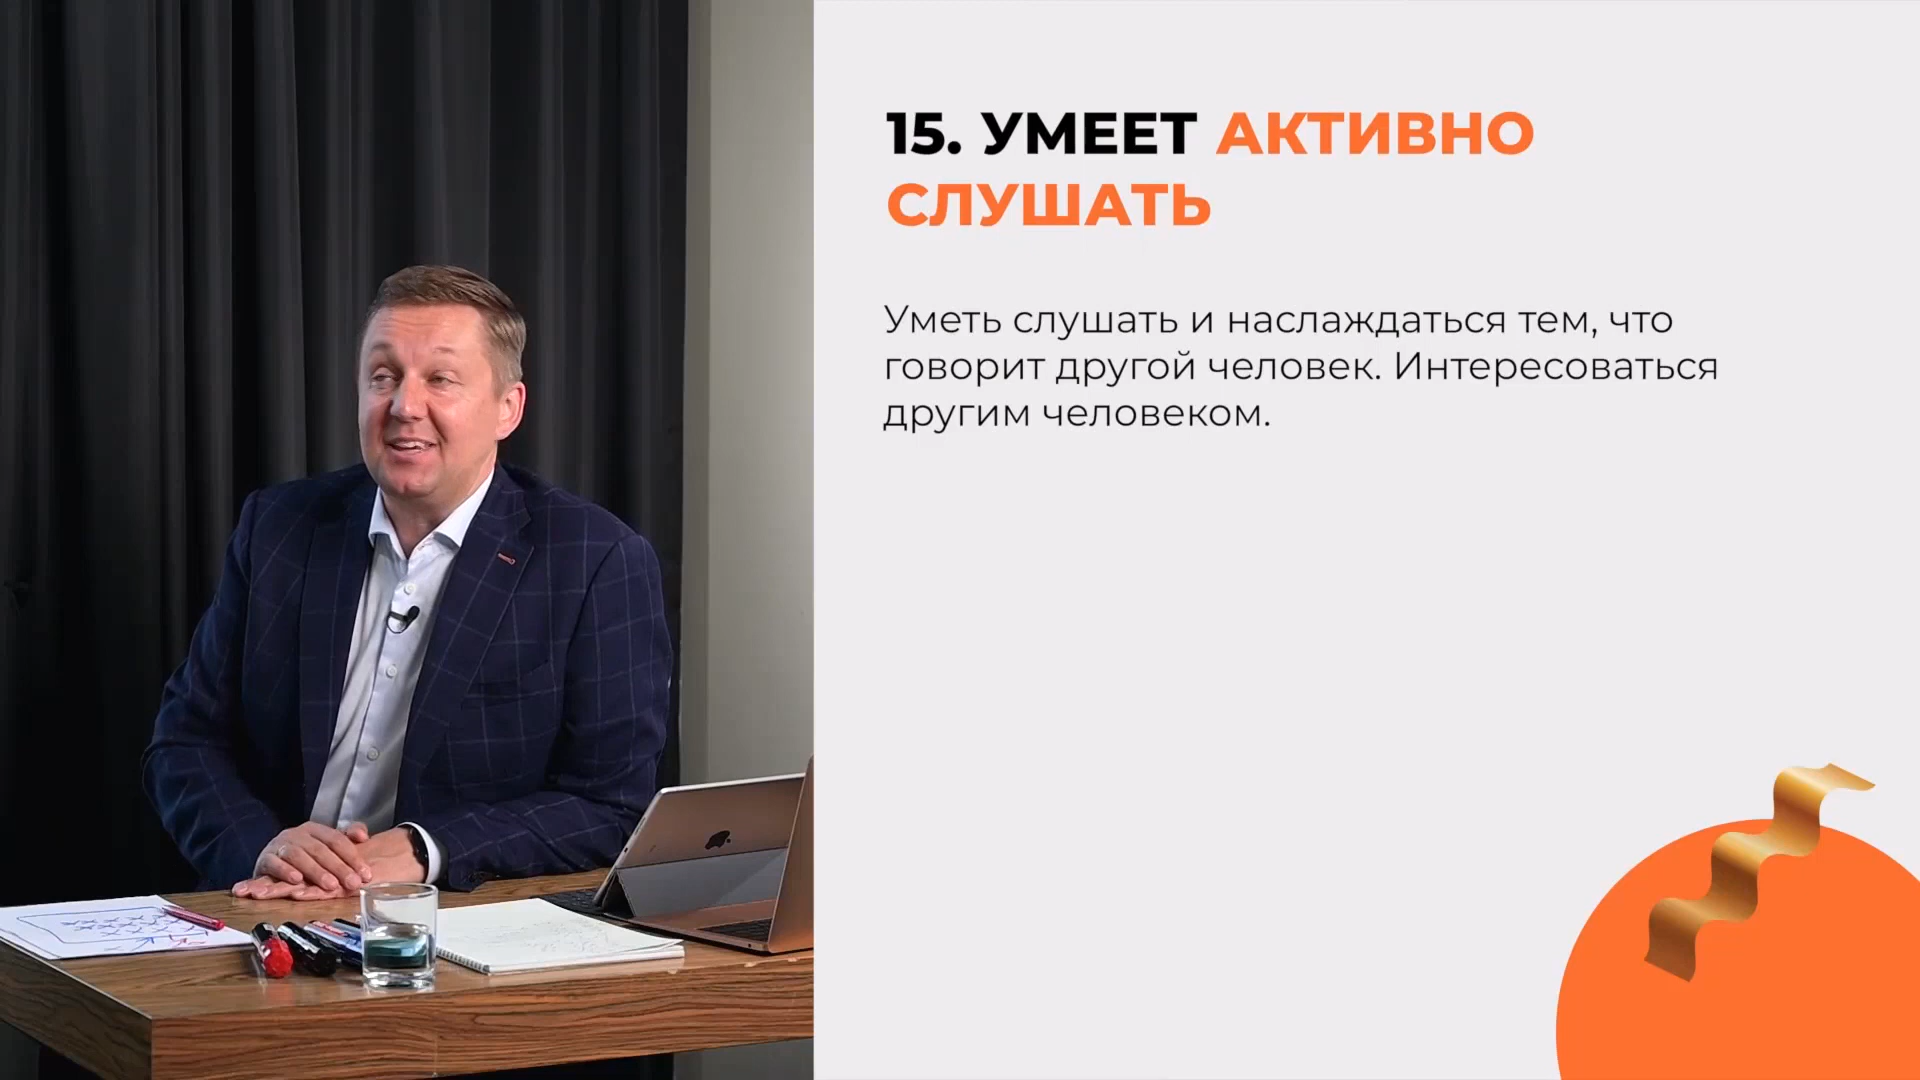 15. УМЕЕТ АКТИВНО
СЛУШАТЬ
Уметь слушать и наслаждаться тем, что
говорит другой человек. Интересоваться
другим человеком.